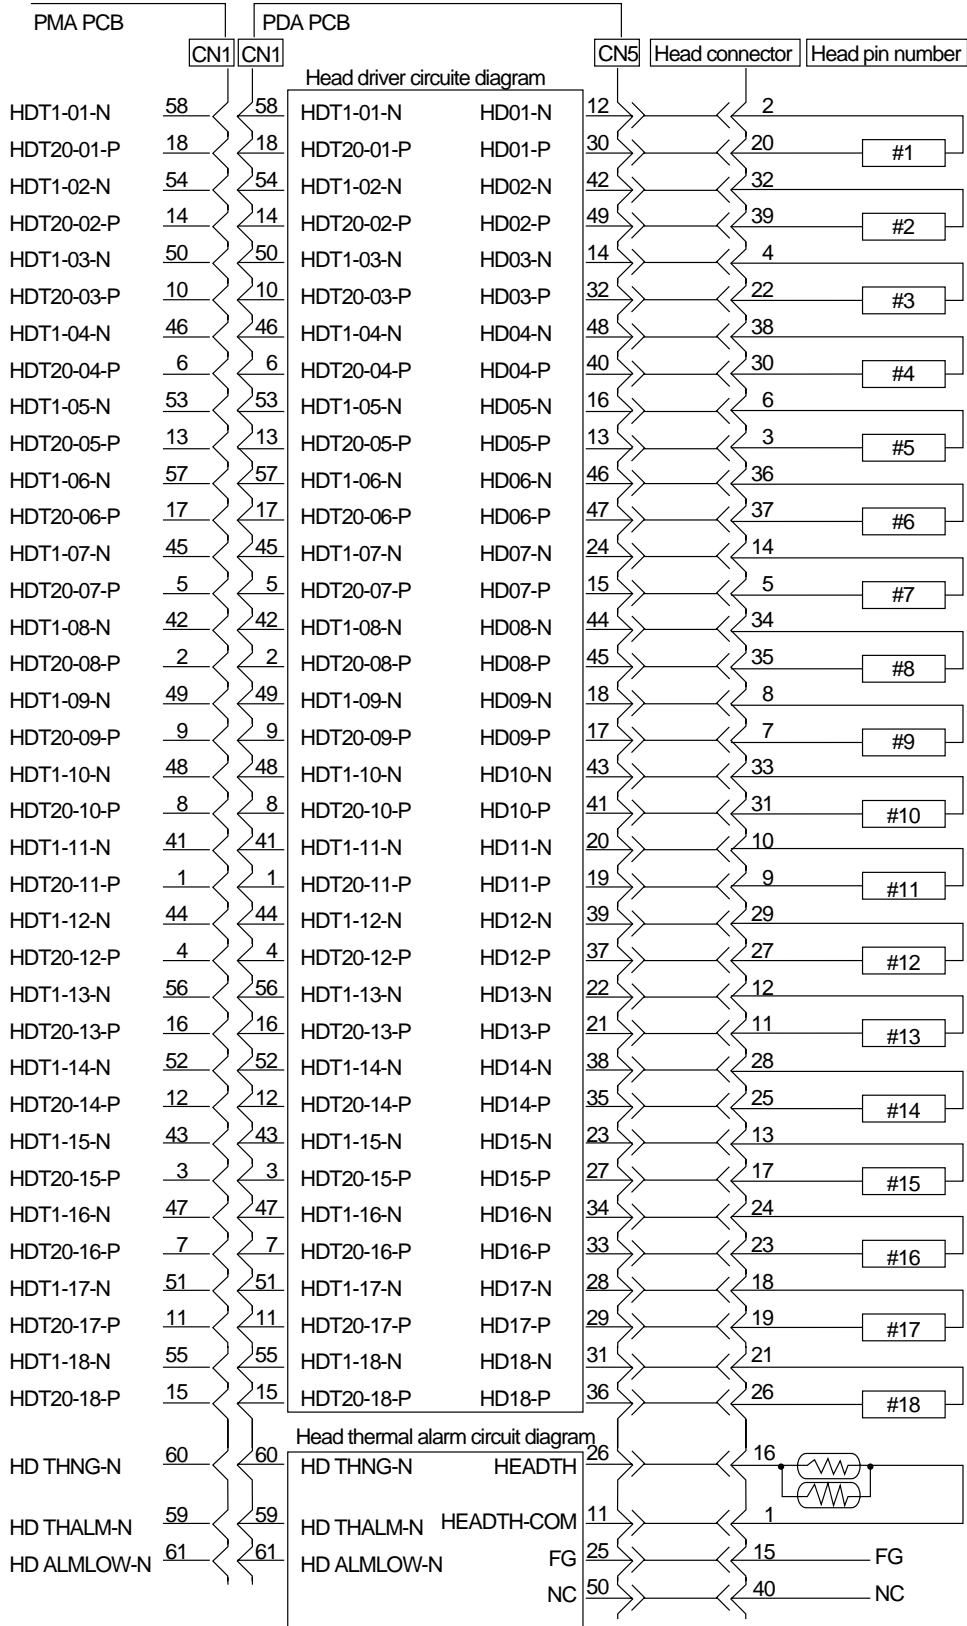 PMA PCB PDA PCB
CN1 CN1 CN5 Head connector Head pin number
Head driver circuite diagram
HDT1-01-N 58 58 HDT1-01-N HD01-N 12 2
HDT20-01-P 18 18 HDT20-01-P HD01-P 30 20 #1
HDT1-02-N 54 54 HDT1-02-N HD02-N 42 32
HDT20-02-P 14 14 HDT20-02-P HD02-P 49 39 #2
HDT1-03-N 50 50 HDT1-03-N HD03-N 14 4
HDT20-03-P 10 10 HDT20-03-P HD03-P 32 22 #3
HDT1-04-N 46 46 HDT1-04-N HD04-N 48 38
HDT20-04-P 6 6 HDT20-04-P HD04-P 40 30 #4
HDT1-05-N 53 53 HDT1-05-N HD05-N 16 6
HDT20-05-P 13 13 HDT20-05-P HD05-P 13 3 #5
HDT1-06-N 57 57 HDT1-06-N HD06-N 46 36
HDT20-06-P 17 17 HDT20-06-P HD06-P 47 37 #6
HDT1-07-N 45 45 HDT1-07-N HD07-N 24 14
HDT20-07-P 5 5 HDT20-07-P HD07-P 15 5 #7
HDT1-08-N 42 42 HDT1-08-N HD08-N 44 34
HDT20-08-P 2 2 HDT20-08-P HD08-P 45 35 #8
HDT1-09-N 49 49 HDT1-09-N HD09-N 18 8
HDT20-09-P 9 9 HDT20-09-P HD09-P 17 7 #9
HDT1-10-N 48 48 HDT1-10-N HD10-N 43 33
HDT20-10-P 8 8 HDT20-10-P HD10-P 41 31 #10
HDT1-11-N 41 41 HDT1-11-N HD11-N 20 10
HDT20-11-P 1 1 HDT20-11-P HD11-P 19 9 #11
HDT1-12-N 44 44 HDT1-12-N HD12-N 39 29
HDT20-12-P 4 4 HDT20-12-P HD12-P 37 27 #12
HDT1-13-N 56 56 HDT1-13-N HD13-N 22 12
HDT20-13-P 16 16 HDT20-13-P HD13-P 21 11 #13
HDT1-14-N 52 52 HDT1-14-N HD14-N 38 28
HDT20-14-P 12 12 HDT20-14-P HD14-P 35 25 #14
HDT1-15-N 43 43 HDT1-15-N HD15-N 23 13
HDT20-15-P 3 3 HDT20-15-P HD15-P 27 17 #15
HDT1-16-N 47 47 HDT1-16-N HD16-N 34 24
HDT20-16-P 7 7 HDT20-16-P HD16-P 33 23 #16
HDT1-17-N 51 51 HDT1-17-N HD17-N 28 18
HDT20-17-P 11 11 HDT20-17-P HD17-P 29 19 #17
HDT1-18-N 55 55 HDT1-18-N HD18-N 31 21
HDT20-18-P 15 15 HDT20-18-P HD18-P 36 26 #18
Head thermal alarm circuit diagram
HD THNG-N 60 60 HD THNG-N HEADTH 26 16
HD THALM-N 59 59 HD THALM-N HEADTH-COM 11 1
HD ALMLOW-N 61 61 HD ALMLOW-N FG 25 15 FG
NC 50 40 NC